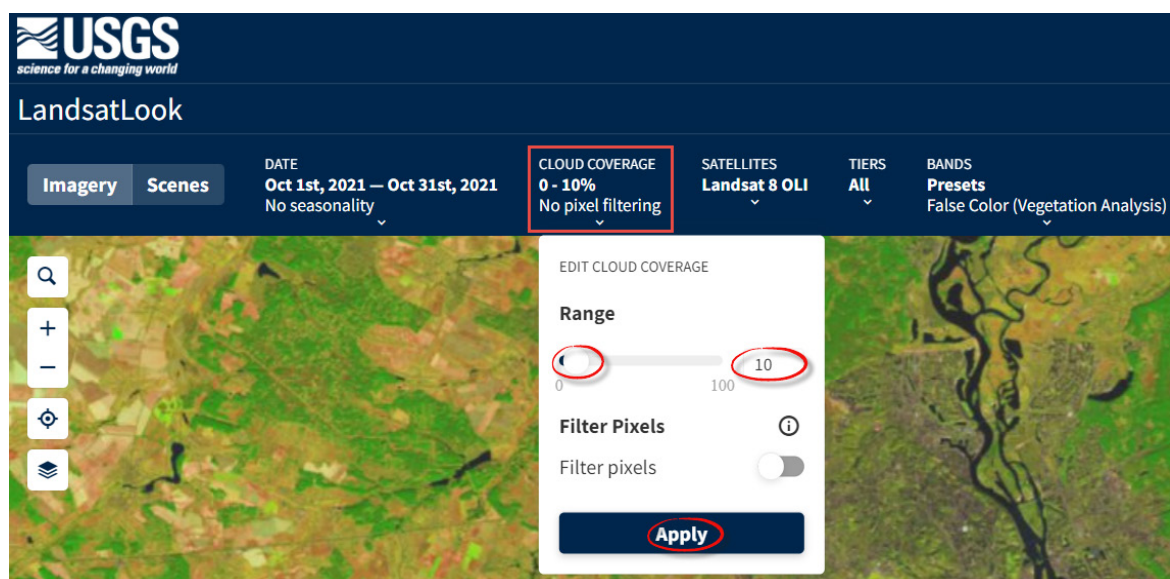 USGS
science for a changing world
LandsatLook
Imagery
Scenes
DATE
Oct 1st, 2021 — Oct 31st, 2021
No seasonality
CLOUD COVERAGE
0 - 10%
No pixel filtering
SATELLITES
Landsat 8 OLI
TIERS
All
BANDS
Presets
False Color (Vegetation Analysis)
EDIT CLOUD COVERAGE
Range
10
0
100
Filter Pixels
Filter pixels
Apply